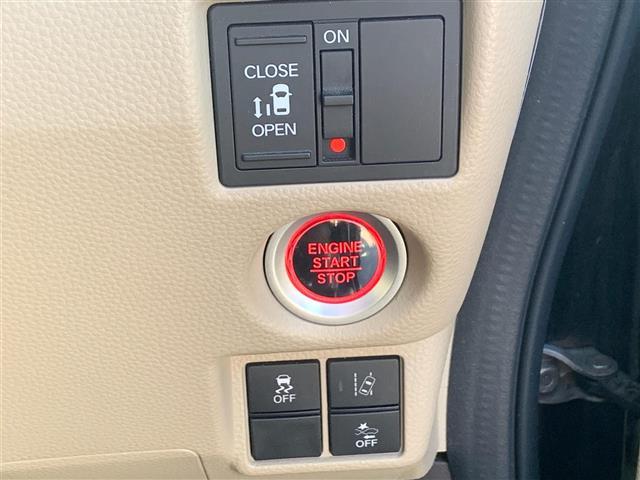 ON
CLOSE
OPEN
ENGINE
START
STOP
OFF
OFF